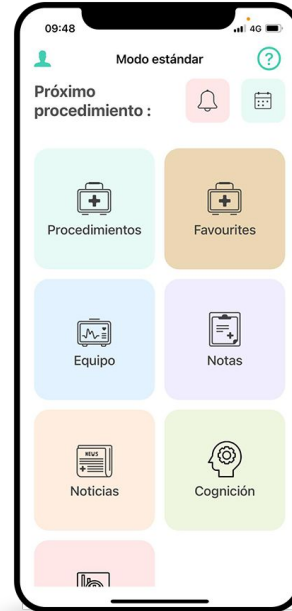 09:48
4G
Modo estándar
?
Próximo
procedimiento :
Procedimientos
Favourites
Equipo
Notas
NEWS
Noticias
Cognición